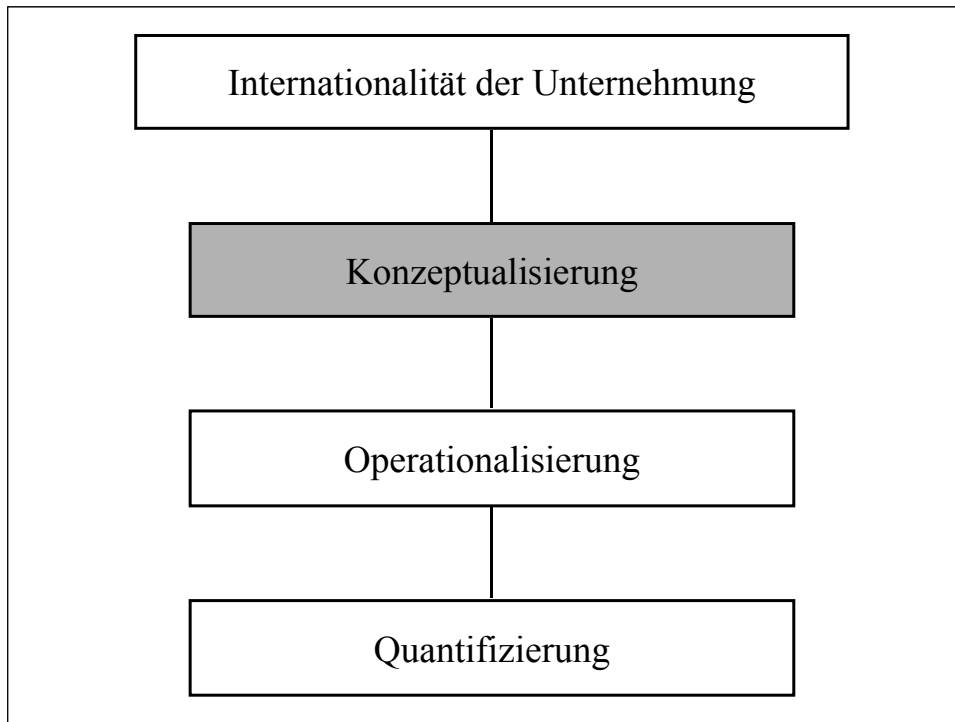 Internationalität der Unternehmung
Konzeptualisierung
Operationalisierung
Quantifizierung